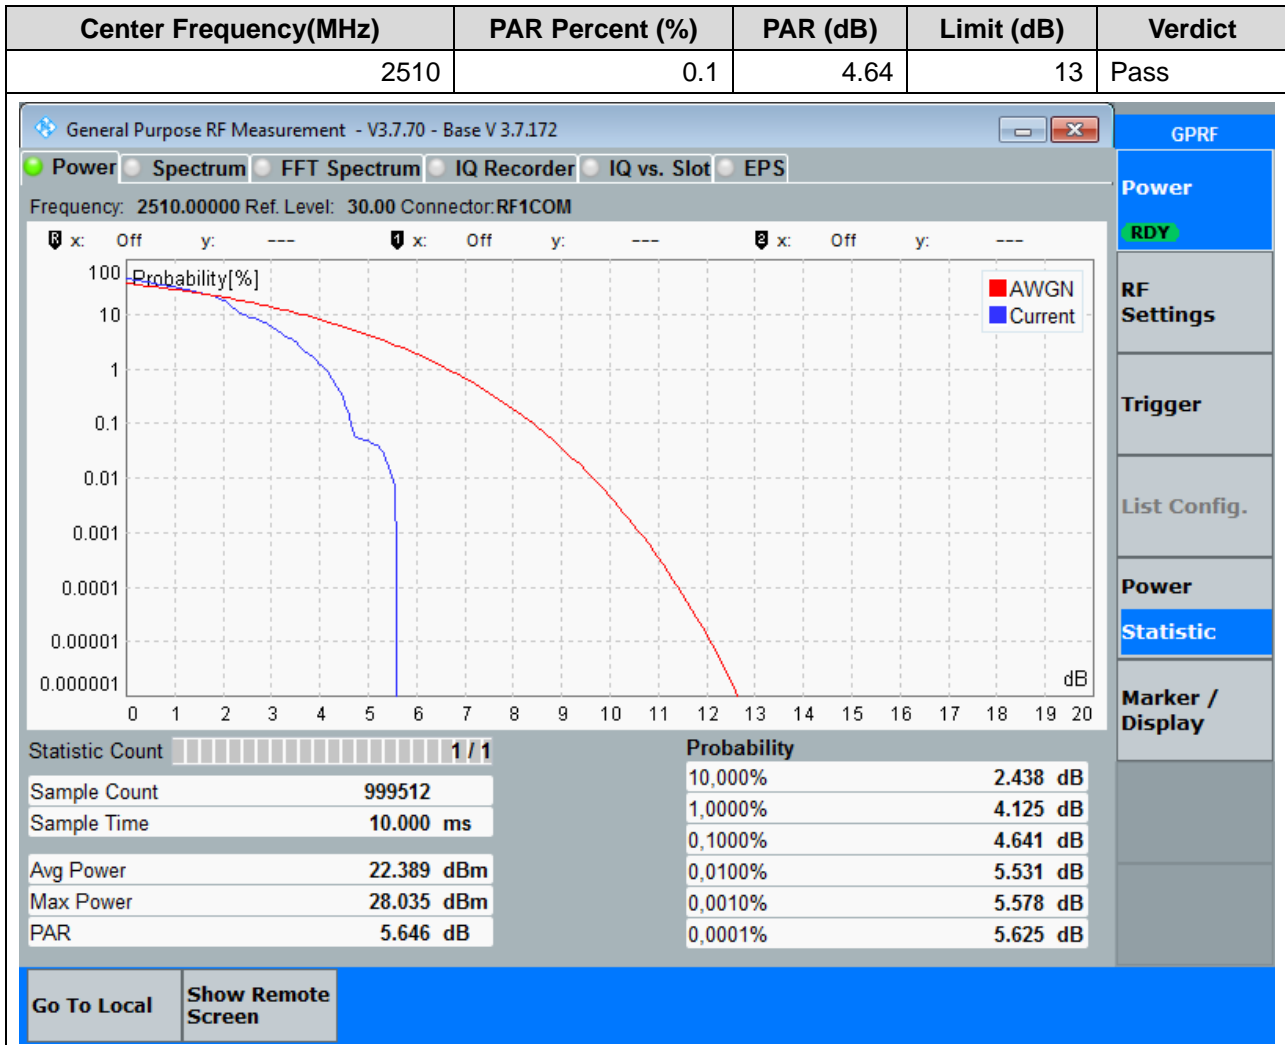 Center Frequency(MHz) PAR Percent (%) PAR (dB) Limit (dB) Verdict
2510 0.1 4.64 13 Pass
General Purpose RF Measurement - V3.7.70 - Base V 3.7.172
GPRF
Power Spectrum FFT Spectrum IQ Recorder IQ vs. Slot EPS
Power
RDY
Frequency: 2510.00000 Ref. Level: 30.00 Connector:RF1COM
R x: Off y: --- 1 x: Off y: --- 2 x: Off y: ---
Probability[%]
AWGN
Current
100
10
1
0.1
0.01
0.001
0.0001
0.00001
0.000001
dB
0 1 2 3 4 5 6 7 8 9 10 11 12 13 14 15 16 17 18 19 20
RF
Settings
Trigger
List Config.
Power
Statistic
Marker /
Display
Statistic Count 1 / 1
Sample Count 999512
Sample Time 10.000 ms
Avg Power 22.389 dBm
Max Power 28.035 dBm
PAR 5.646 dB
Probability
10,000% 2.438 dB
1,0000% 4.125 dB
0,1000% 4.641 dB
0,0100% 5.531 dB
0,0010% 5.578 dB
0,0001% 5.625 dB
Go To Local
Show Remote
Screen